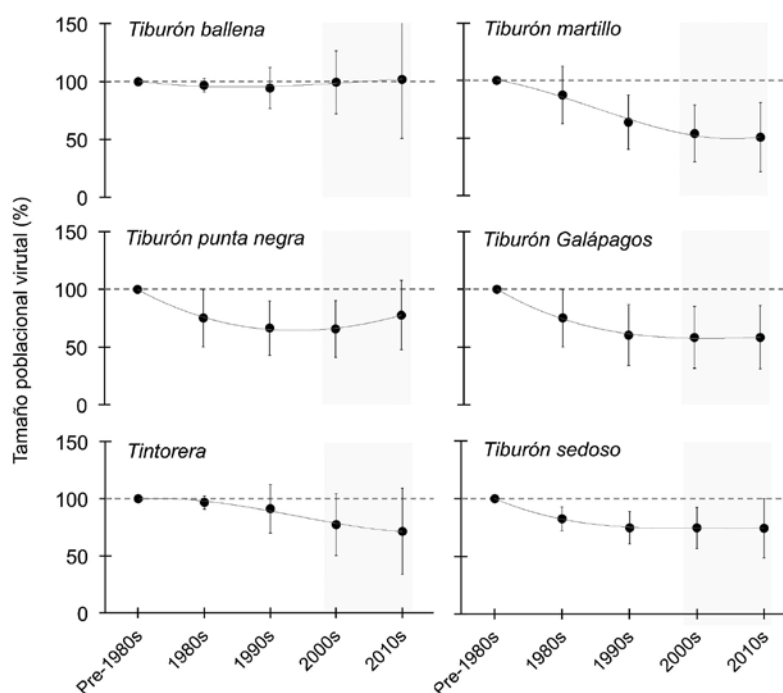 Tamaño poblacional virutal (%)
Tiburón ballena
150
100
50
0
Tiburón martillo
Tiburón punta negra
150
100
50
0
Tiburón Galápagos
Tintorera
150
100
50
0
Tiburón sedoso
Pre-1980s
1980s
1990s
2000s
2010s
Pre-1980s
1980s
1990s
2000s
2010s